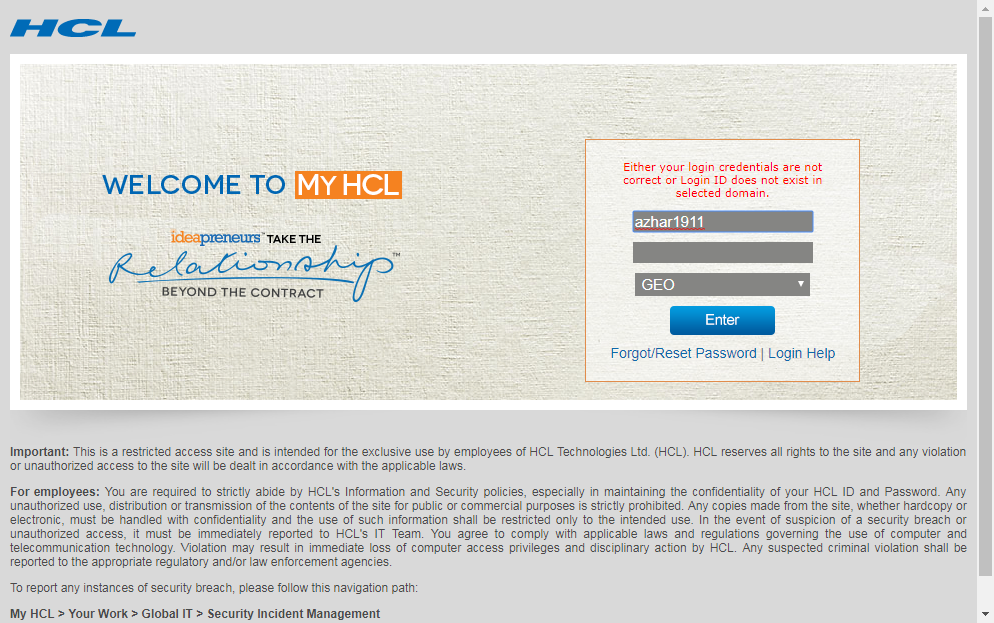 HCL
WELCOME TO MY HCL
ideapreneurs™ TAKE THE
Relationship™
BEYOND THE CONTRACT
Either your login credentials are not
correct or Login ID does not exist in
selected domain.
azhar1911
GEO
Enter
Forgot/Reset Password | Login Help
Important: This is a restricted access site and is intended for the exclusive use by employees of HCL Technologies Ltd. (HCL). HCL reserves all rights to the site and any violation
or unauthorized access to the site will be dealt in accordance with the applicable laws.
For employees: You are required to strictly abide by HCL's Information and Security policies, especially in maintaining the confidentiality of your HCL ID and Password. Any
unauthorized use, distribution or transmission of the contents of the site for public or commercial purposes is strictly prohibited. Any copies made from the site, whether hardcopy or
electronic, must be handled with confidentiality and the use of such information shall be restricted only to the intended use. In the event of suspicion of a security breach or
unauthorized access, it must be immediately reported to HCL's IT Team. You agree to comply with applicable laws and regulations governing the use of computer and
telecommunication technology. Violation may result in immediate loss of computer access privileges and disciplinary action by HCL. Any suspected criminal violation shall be
reported to the appropriate regulatory and/or law enforcement agencies.
To report any instances of security breach, please follow this navigation path:
My HCL > Your Work > Global IT > Security Incident Management